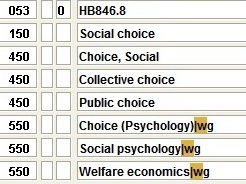 053 0 HB846.8
150 Social choice
450 Choice, Social
450 Collective choice
450 Public choice
550 Choice (Psychology)|wg
550 Social psychology|wg
550 Welfare economics|wg